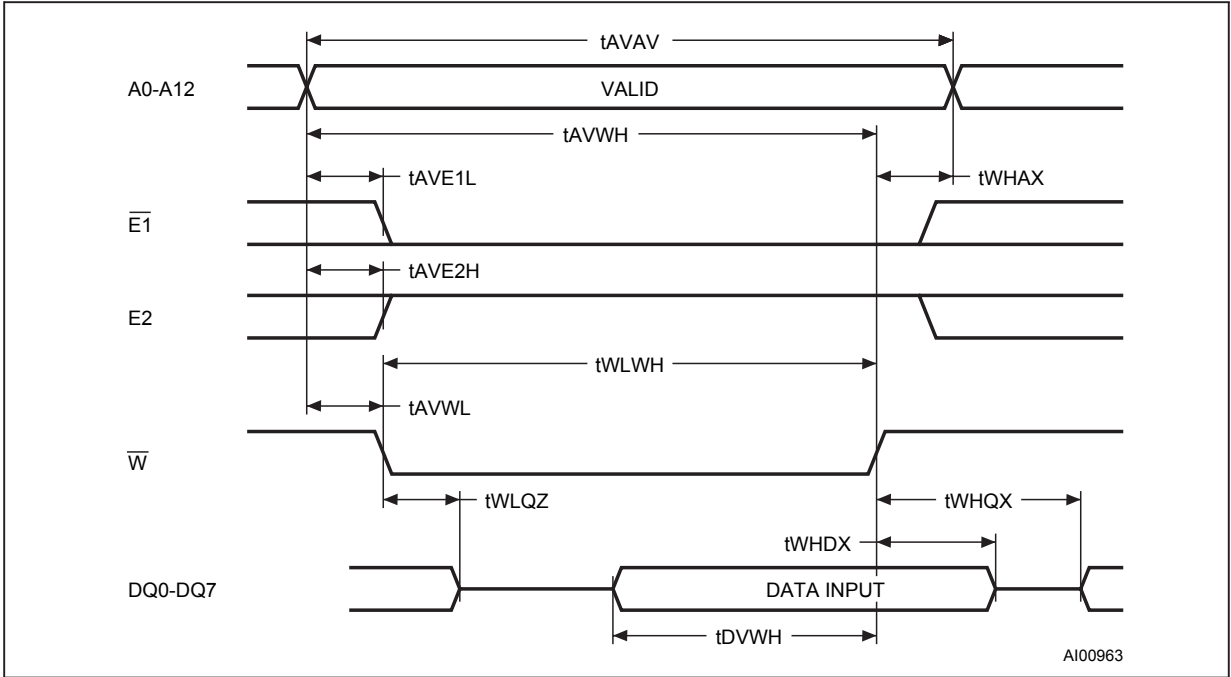 tAVAV
A0-A12
VALID
tAVWH
tAVE1L
tWHAX
E1
tAVE2H
E2
tWLWH
tAVWL
W
tWLQZ
tWHQX
tWHDX
DQ0-DQ7
DATA INPUT
tDVWH
AI00963